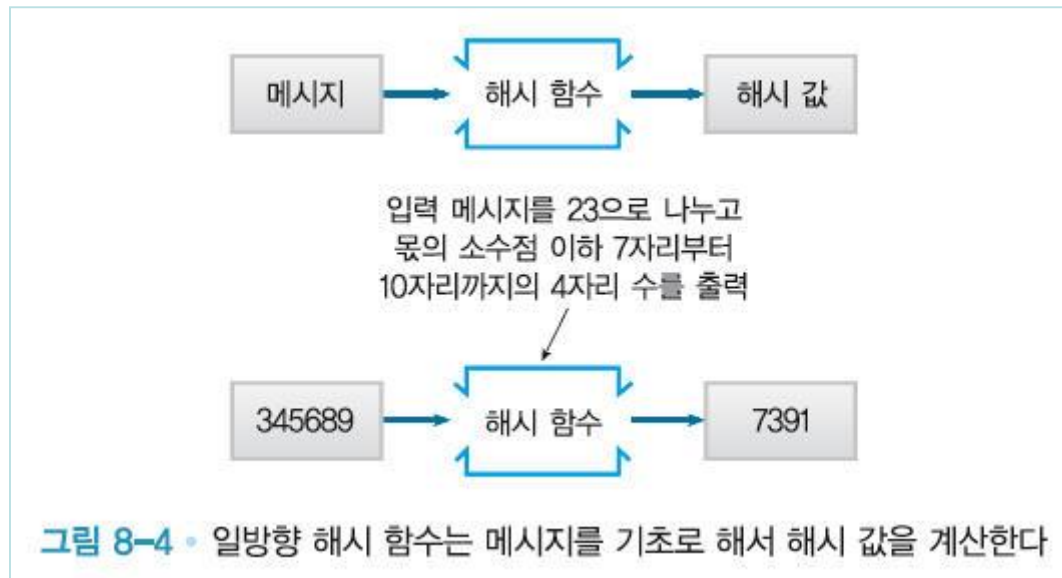 메시지
해시 함수
해시 값
입력 메시지를 23으로 나누고
몫의 소수점 이하 7자리부터
10자리까지의 4자리 수를 출력
345689
해시 함수
7391
그림 8-4 • 일방향 해시 함수는 메시지를 기초로 해서 해시 값을 계산한다